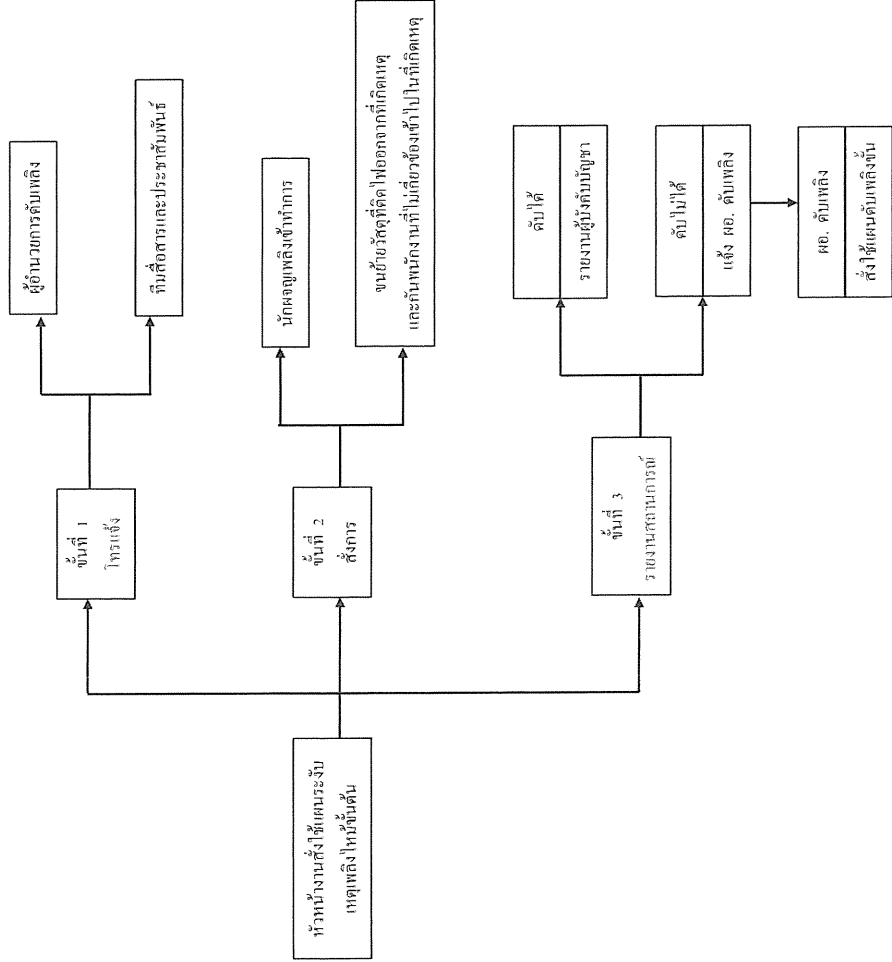 หัวหน้างานสั่งใช้แผนระงับ
เหตุเพลิงไหม้ขั้นต้น
ขั้นที่ 1
โทรแจ้ง
ผู้อำนวยการดับเพลิง
ทีมสื่อสารและประชาสัมพันธ์
ขั้นที่ 2
สั่งการ
นักผจญเพลิงเข้าทำการ
ขนย้ายวัสดุที่ติดไฟออกจากที่เกิดเหตุ
และกันพนักงานที่ไม่เกี่ยวข้องเข้าไปในที่เกิดเหตุ
ขั้นที่ 3
รายงานสถานการณ์
ดับได้
รายงานผู้บังคับบัญชา
ดับไม่ได้
แจ้ง ผอ. ดับเพลิง
ผอ. ดับเพลิง
สั่งใช้แผนดับเพลิงขั้น